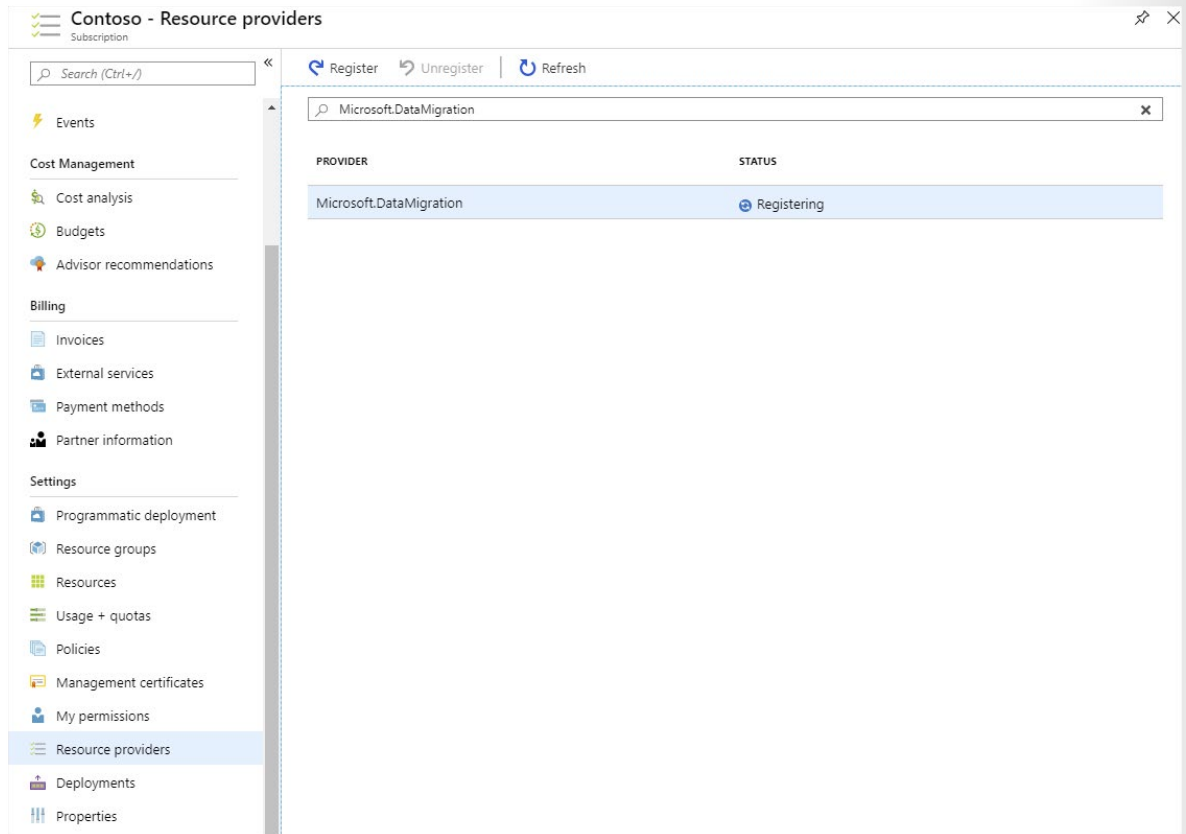 Contoso - Resource providers
Subscription
Search (Ctrl+/)
«
Events
Cost Management
Cost analysis
Budgets
Advisor recommendations
Billing
Invoices
External services
Payment methods
Partner information
Settings
Programmatic deployment
Resource groups
Resources
Usage + quotas
Policies
Management certificates
My permissions
Resource providers
Deployments
Properties
Register Unregister Refresh
Microsoft.DataMigration
PROVIDER STATUS
Microsoft.DataMigration Registering